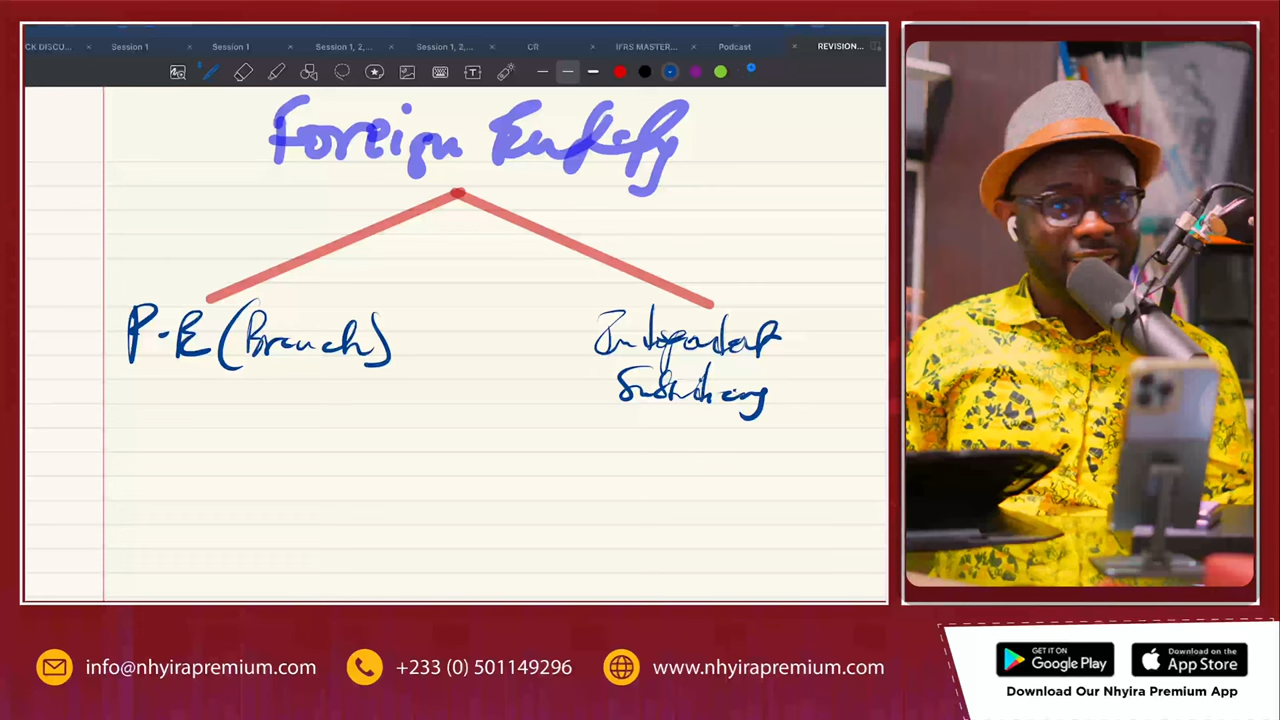 CK DISCU... × Session 1 × Session 1 × Session 1, 2,... × Session 1, 2,... × CR × IFRS MASTER... × Podcast × REVISION...
Foreign Entity
P-E (Branch)
Independent
Subsidiary
info@nhyirapremium.com
+233 (0) 501149296
www.nhyirapremium.com
GET IT ON
Google Play
Download on the
App Store
Download Our Nhyira Premium App